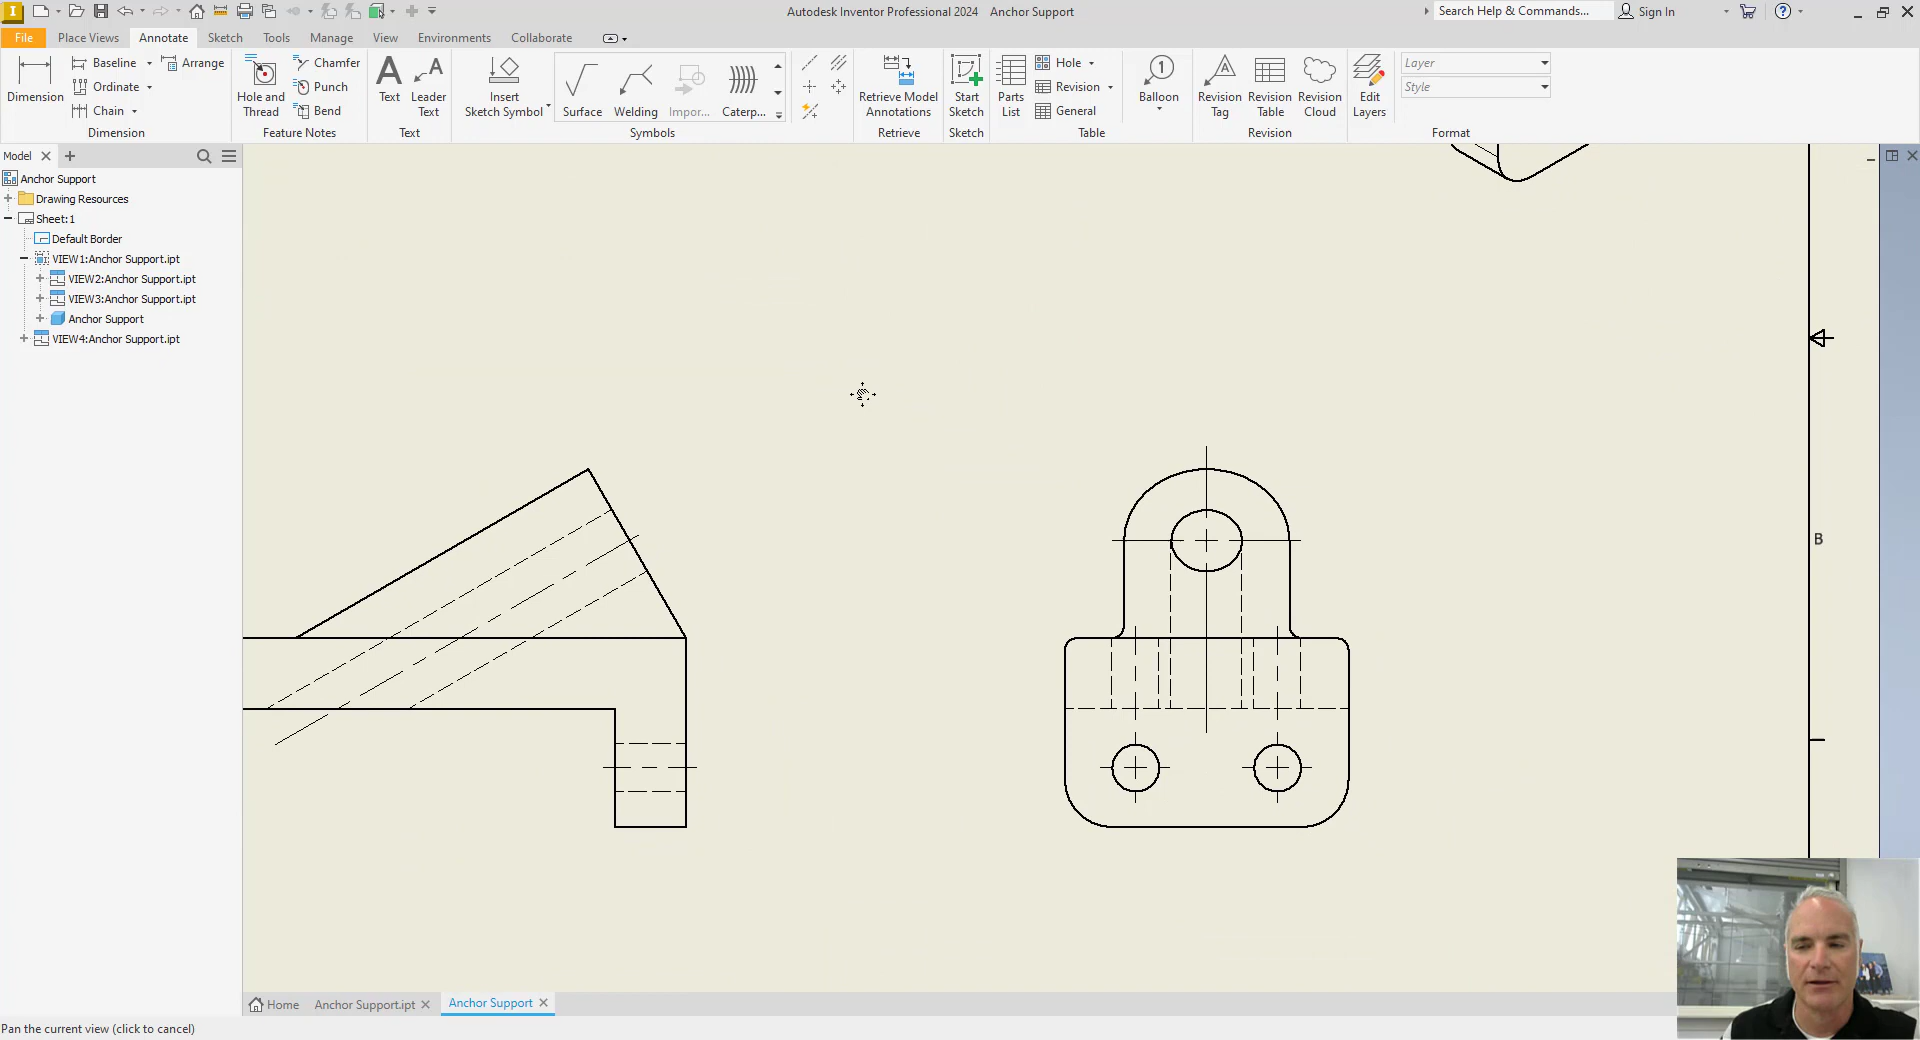 Autodesk Inventor Professional 2024 Anchor Support
Search Help & Commands...
Sign In
File
Place Views
Annotate
Sketch
Tools
Manage
View
Environments
Collaborate
Dimension
Baseline
Ordinate
Chain
Arrange
Dimension
Hole and
Thread
Chamfer
Punch
Bend
Feature Notes
Text
Leader
Text
Text
Insert
Sketch Symbol
Surface
Welding
Impor...
Caterp...
Symbols
Retrieve Model
Annotations
Retrieve
Start
Sketch
Sketch
Parts
List
Hole
Revision
General
Table
Balloon
Revision
Tag
Revision
Table
Revision
Cloud
Revision
Edit
Layers
Layer
Style
Format
Model
Anchor Support
Drawing Resources
Sheet:1
Default Border
VIEW1:Anchor Support.ipt
VIEW2:Anchor Support.ipt
VIEW3:Anchor Support.ipt
Anchor Support
VIEW4:Anchor Support.ipt
B
Home
Anchor Support.ipt
Anchor Support
Pan the current view (click to cancel)